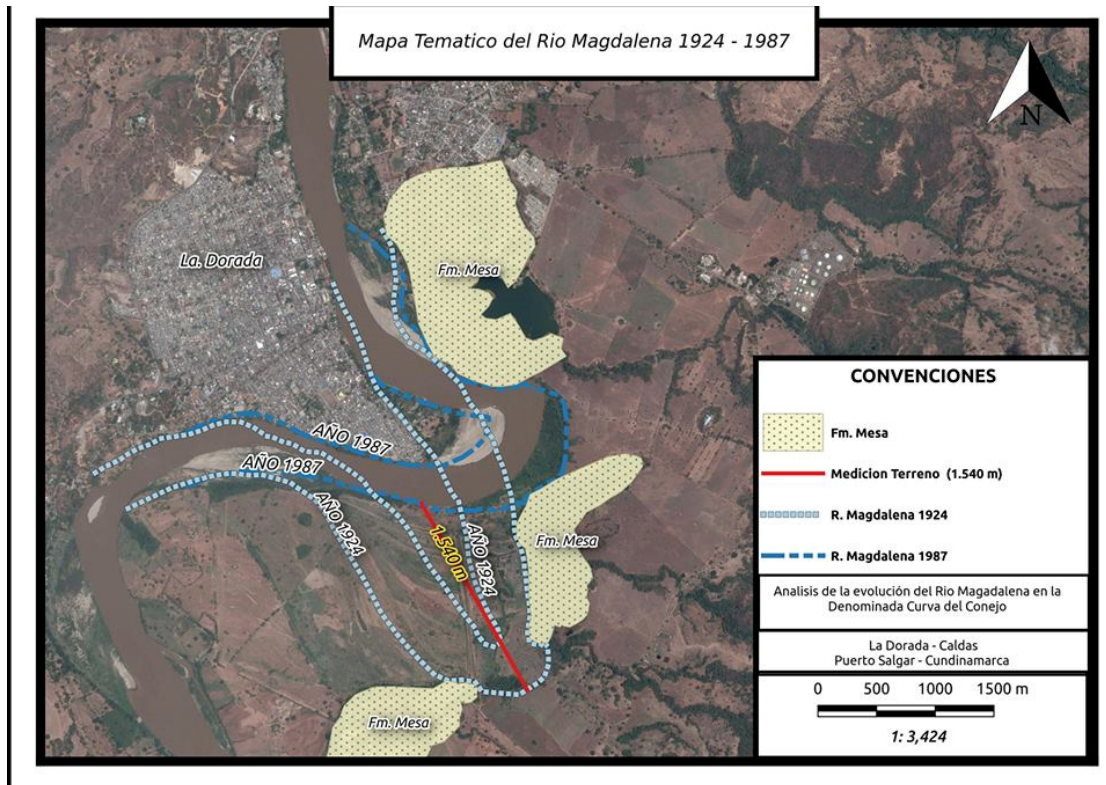 Mapa Tematico del Rio Magdalena 1924 - 1987
N
La. Dorada
Fm. Mesa
AÑO 1987
AÑO 1987
AÑO 1924
1.540 m
AÑO 1924
Fm. Mesa
Fm. Mesa
CONVENCIONES
Fm. Mesa
Medicion Terreno (1.540 m)
R. Magdalena 1924
R. Magdalena 1987
Analisis de la evolución del Rio Magadalena en la
Denominada Curva del Conejo
La Dorada - Caldas
Puerto Salgar - Cundinamarca
0 500 1000 1500 m
1: 3,424